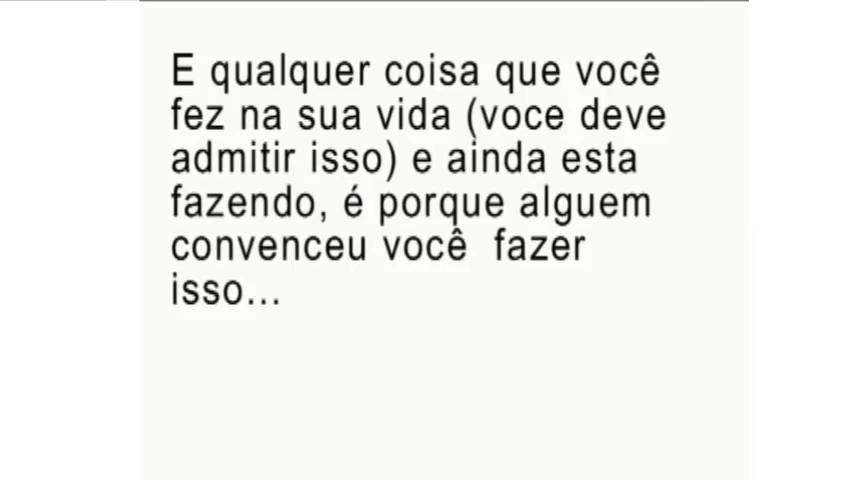 E qualquer coisa que você
fez na sua vida (voce deve
admitir isso) e ainda esta
fazendo, é porque alguem
convenceu você  fazer
isso...